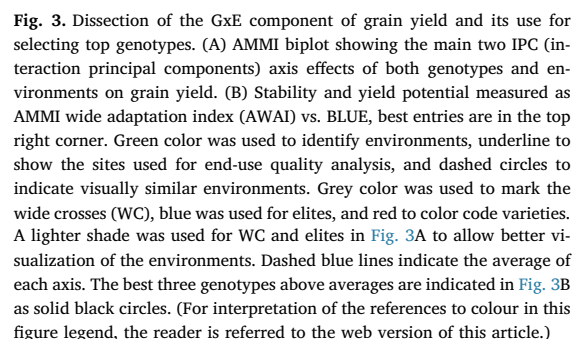 Fig. 3. Dissection of the GxE component of grain yield and its use for
selecting top genotypes. (A) AMMI biplot showing the main two IPC (in-
teraction principal components) axis effects of both genotypes and en-
vironments on grain yield. (B) Stability and yield potential measured as
AMMI wide adaptation index (AWAI) vs. BLUE, best entries are in the top
right corner. Green color was used to identify environments, underline to
show the sites used for end-use quality analysis, and dashed circles to
indicate visually similar environments. Grey color was used to mark the
wide crosses (WC), blue was used for elites, and red to color code varieties.
A lighter shade was used for WC and elites in Fig. 3A to allow better vi-
sualization of the environments. Dashed blue lines indicate the average of
each axis. The best three genotypes above averages are indicated in Fig. 3B
as solid black circles. (For interpretation of the references to colour in this
figure legend, the reader is referred to the web version of this article.)